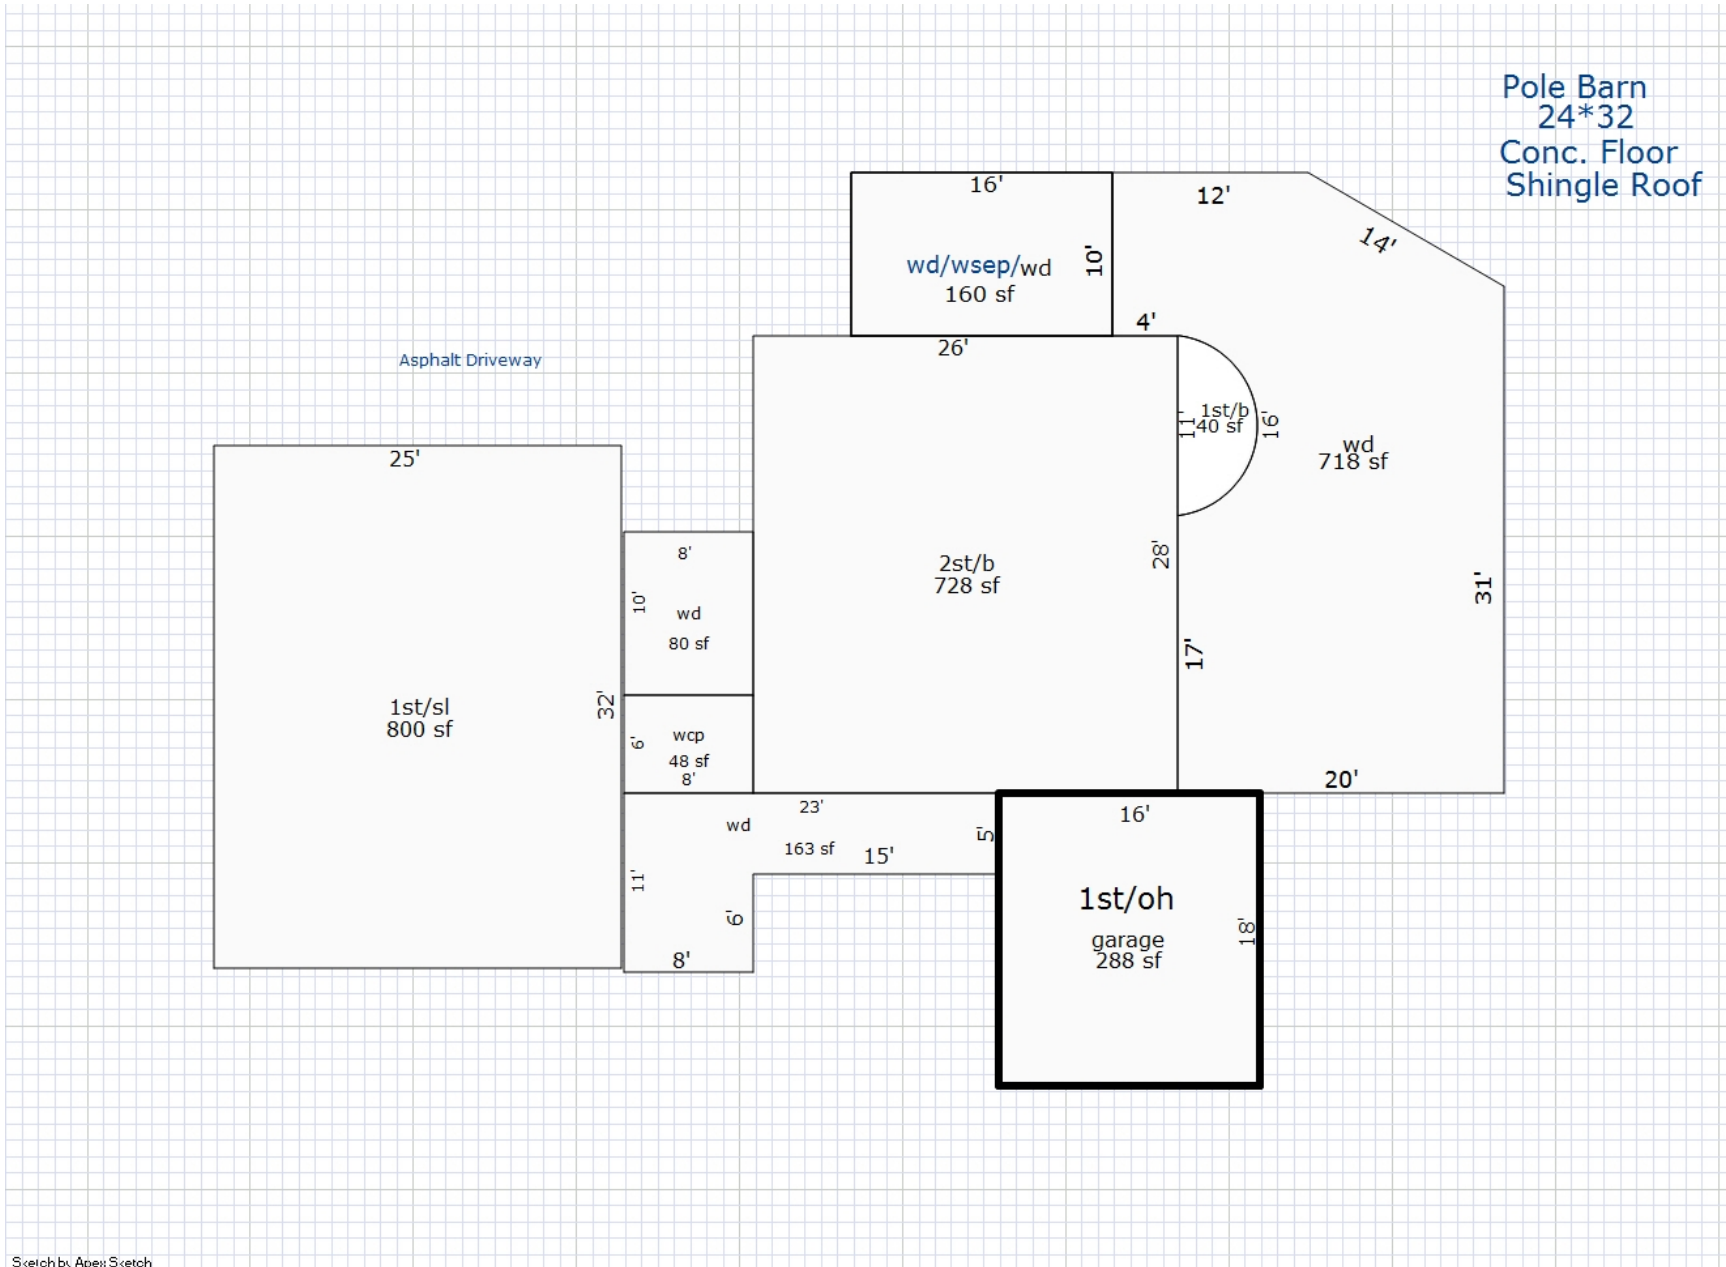 Pole Barn
24*32
Conc. Floor
Shingle Roof
16'
12'
14'
wd/wsep/wd
10'
160 sf
4'
26'
Asphalt Driveway
1st/b
40 sf
11'
16'
wd
718 sf
25'
8'
10'
wd
80 sf
2st/b
728 sf
28'
31'
17'
1st/sl
800 sf
32'
6'
wcp
48 sf
8'
20'
23'
wd
163 sf
15'
5'
16'
11'
6'
8'
1st/oh
garage
288 sf
18'
Sketch by Apex Sketch